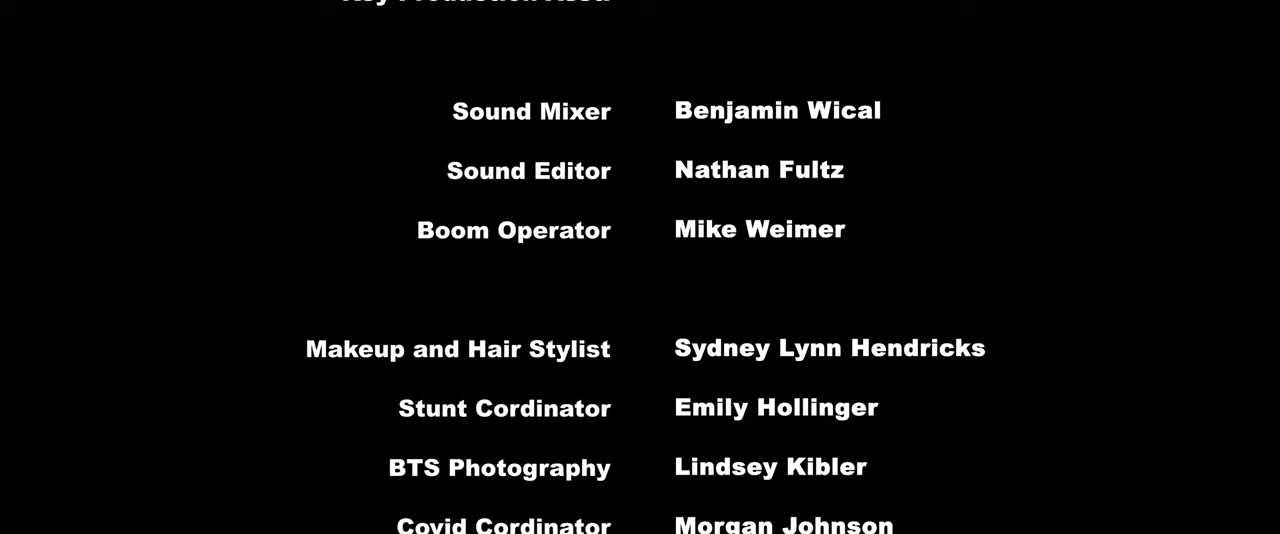 Sound Mixer Benjamin Wical
Sound Editor Nathan Fultz
Boom Operator Mike Weimer
Makeup and Hair Stylist Sydney Lynn Hendricks
Stunt Cordinator Emily Hollinger
BTS Photography Lindsey Kibler
Covid Cordinator Morgan Johnson